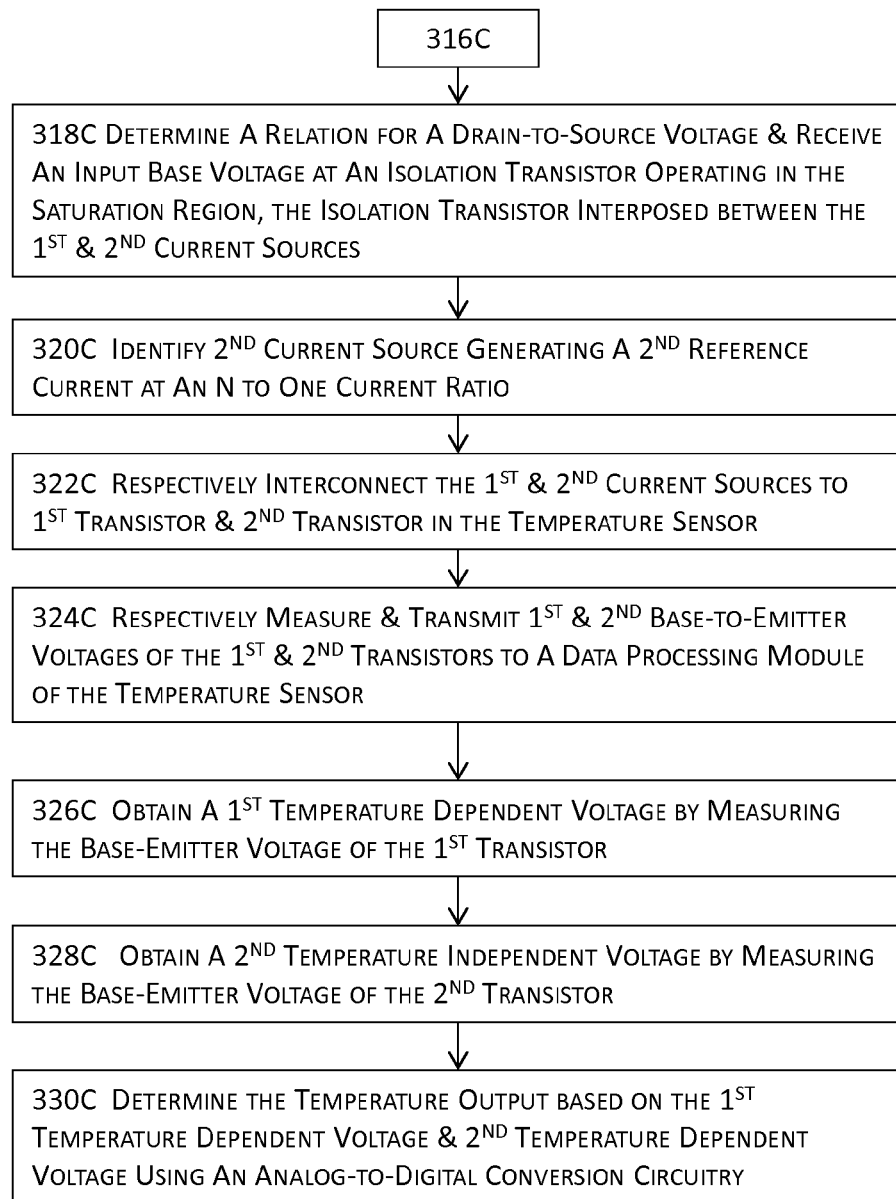 316C
318C DETERMINE A RELATION FOR A DRAIN-TO-SOURCE VOLTAGE & RECEIVE
AN INPUT BASE VOLTAGE AT AN ISOLATION TRANSISTOR OPERATING IN THE
SATURATION REGION, THE ISOLATION TRANSISTOR INTERPOSED BETWEEN THE
1ST & 2ND CURRENT SOURCES
320C IDENTIFY 2ND CURRENT SOURCE GENERATING A 2ND REFERENCE
CURRENT AT AN N TO ONE CURRENT RATIO
322C RESPECTIVELY INTERCONNECT THE 1ST & 2ND CURRENT SOURCES TO
1ST TRANSISTOR & 2ND TRANSISTOR IN THE TEMPERATURE SENSOR
324C RESPECTIVELY MEASURE & TRANSMIT 1ST & 2ND BASE-TO-EMITTER
VOLTAGES OF THE 1ST & 2ND TRANSISTORS TO A DATA PROCESSING MODULE
OF THE TEMPERATURE SENSOR
326C OBTAIN A 1ST TEMPERATURE DEPENDENT VOLTAGE BY MEASURING
THE BASE-EMITTER VOLTAGE OF THE 1ST TRANSISTOR
328C OBTAIN A 2ND TEMPERATURE INDEPENDENT VOLTAGE BY MEASURING
THE BASE-EMITTER VOLTAGE OF THE 2ND TRANSISTOR
330C DETERMINE THE TEMPERATURE OUTPUT BASED ON THE 1ST
TEMPERATURE DEPENDENT VOLTAGE & 2ND TEMPERATURE DEPENDENT
VOLTAGE USING AN ANALOG-TO-DIGITAL CONVERSION CIRCUITRY